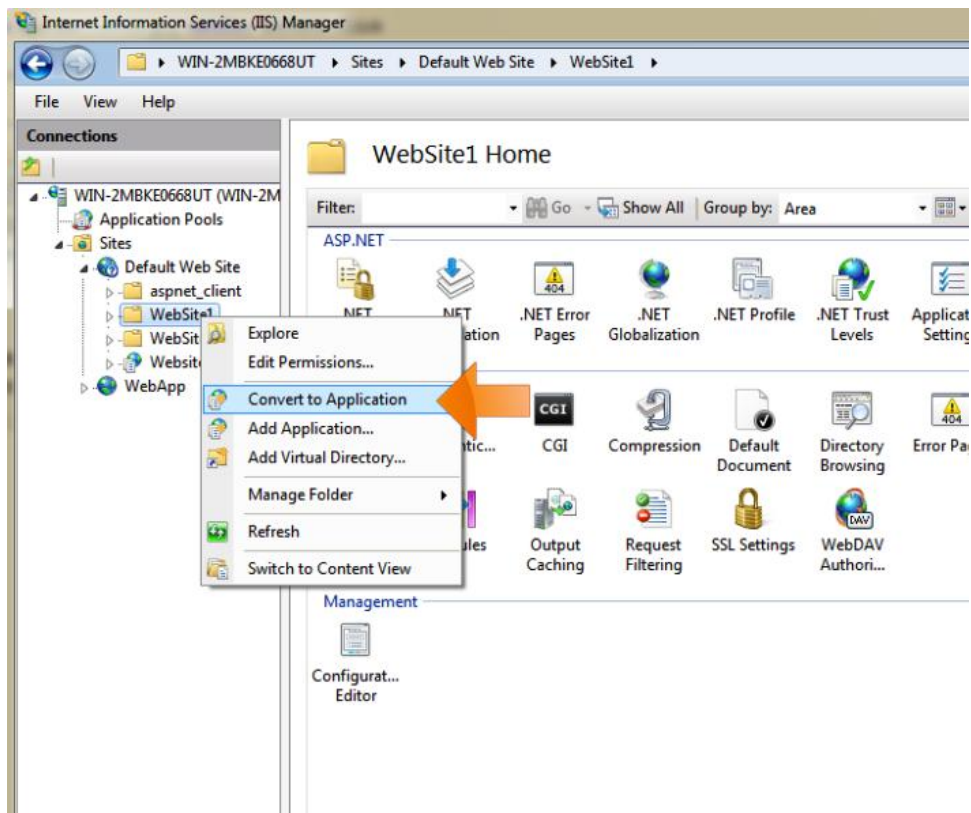 Internet Information Services (IIS) Manager
WIN-2MBKE0668UT Sites Default Web Site WebSite1
File View Help
Connections
WIN-2MBKE0668UT (WIN-2M
Application Pools
Sites
Default Web Site
aspnet_client
WebSite1
WebSit
Website
WebApp
Explore
Edit Permissions...
Convert to Application
Add Application...
Add Virtual Directory...
Manage Folder
Refresh
Switch to Content View
WebSite1 Home
Filter: Go Show All Group by: Area
ASP.NET
.NET Error Pages
.NET Globalization
.NET Profile
.NET Trust Levels
Applicat
Setting
CGI
CGI
Compression
Default Document
Directory Browsing
404
Error Pa
Output Caching
Request Filtering
SSL Settings
WebDAV Authori...
DAV
Management
Configurat...
Editor